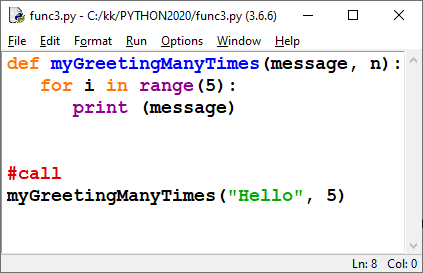 func3.py - C:/kk/PYTHON2020/func3.py (3.6.6)
File Edit Format Run Options Window Help
def myGreetingManyTimes(message, n):
   for i in range(5):
      print (message)
#call
myGreetingManyTimes("Hello", 5)
Ln: 8 Col: 0